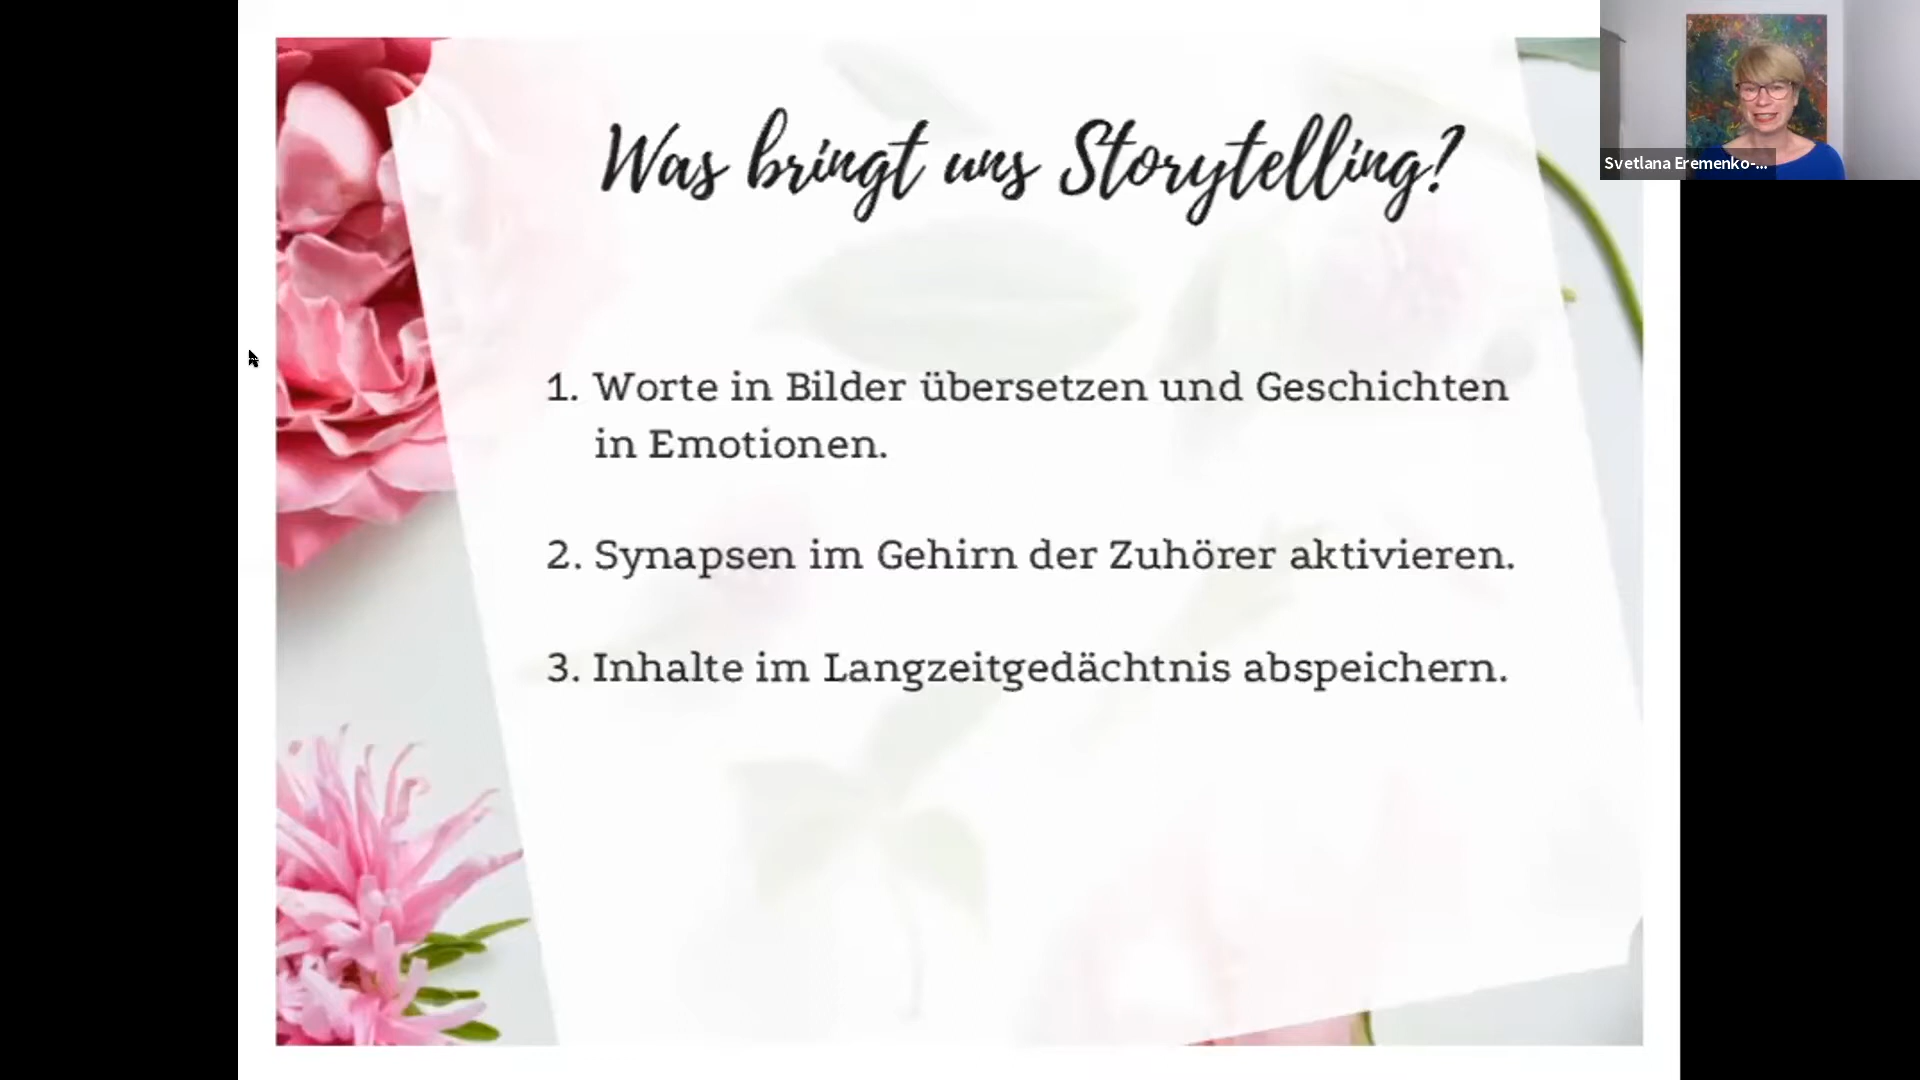 Was bringt uns Storytelling?
1. Worte in Bilder übersetzen und Geschichten
in Emotionen.
2. Synapsen im Gehirn der Zuhörer aktivieren.
3. Inhalte im Langzeitgedächtnis abspeichern.
Svetlana Eremenko-...